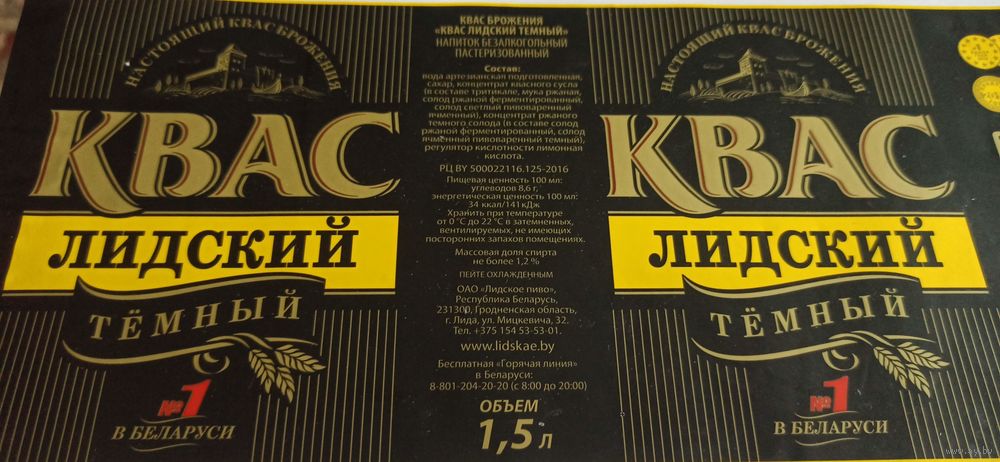 НАСТОЯЩИЙ КВАС БРОЖЕНИЯ
КВАС
ЛИДСКИЙ
ТЁМНЫЙ
№1
В БЕЛАРУСИ
КВАС БРОЖЕНИЯ
«КВАС ЛИДСКИЙ ТЕМНЫЙ»
НАПИТОК БЕЗАЛКОГОЛЬНЫЙ
ПАСТЕРИЗОВАННЫЙ
Состав:
вода артезианская подготовленная,
сахар, концентрат квасного сусла
(в составе тритикале, мука ржаная,
солод ржаной ферментированный,
солод светлый пивоваренный
ячменный), концентрат ржаного
темного солода (в составе солод
ржаной ферментированный, солод
ячменный пивоваренный темный),
регулятор кислотности лимонная
кислота.
РЦ BY 500022116.125-2016
Пищевая ценность 100 мл:
углеводов 8,6 г,
энергетическая ценность 100 мл:
34 ккал/141 кДж
Хранить при температуре
от 0 °С до 22 °С в затемненных,
вентилируемых, не имеющих
посторонних запахов помещениях.
Массовая доля спирта
не более 1,2 %
ПЕЙТЕ ОХЛАЖДЕННЫМ
ОАО «Лидское пиво»,
Республика Беларусь,
231300, Гродненская область,
г. Лида, ул. Мицкевича, 32.
Тел. +375 154 53-53-01.
www.lidskae.by
Бесплатная «Горячая линия»
в Беларуси:
8-801-204-20-20 (с 8:00 до 20:00)
ОБЪЕМ
1,5 л
НАСТОЯЩИЙ КВАС БРОЖЕНИЯ
КВАС
ЛИДСКИЙ
ТЁМНЫЙ
№1
В БЕЛАРУСИ